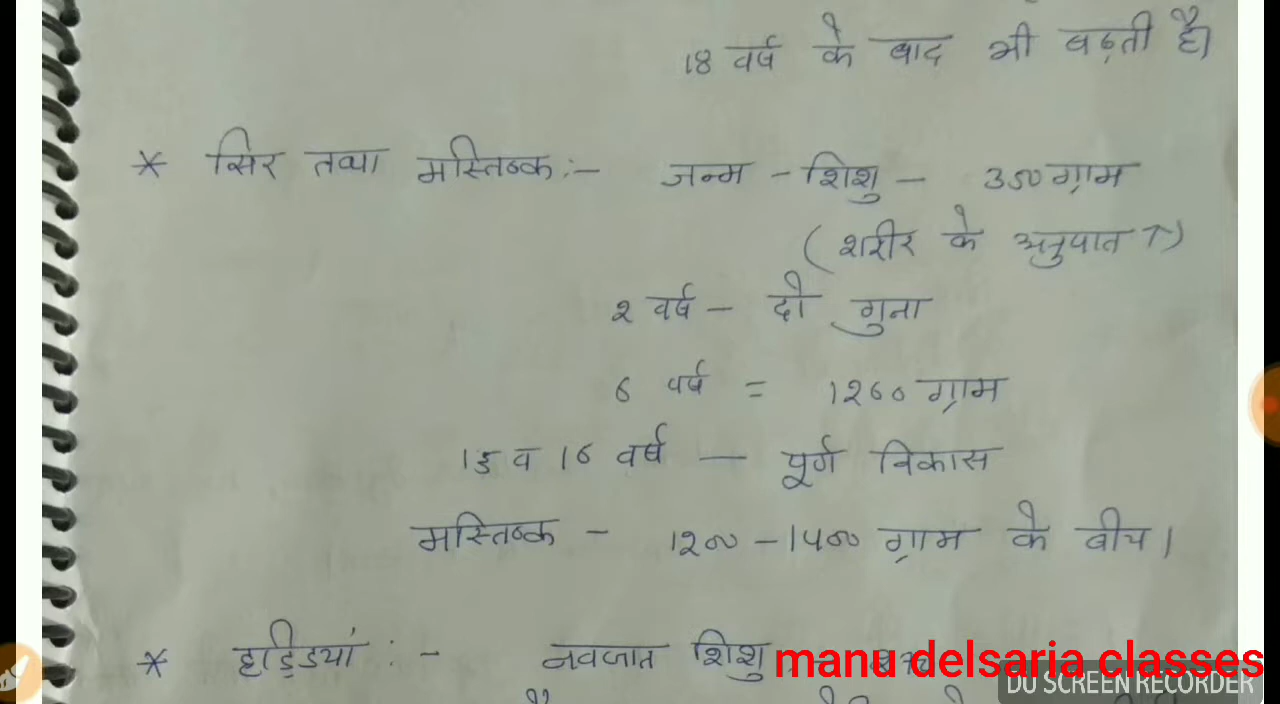 18 वर्ष के बाद भी बढ़ती है।
* सिर तथा मस्तिष्क :- जन्म - शिशु - 350 ग्राम
(शरीर के अनुपात ↑)
2 वर्ष - दो गुना
6 वर्ष = 1260 ग्राम
15 व 16 वर्ष - पूर्ण विकास
मस्तिष्क - 1200 - 1400 ग्राम के बीच।
* हड्डियां :- नवजात शिशु
manu delsaria classes
DU SCREEN RECORDER